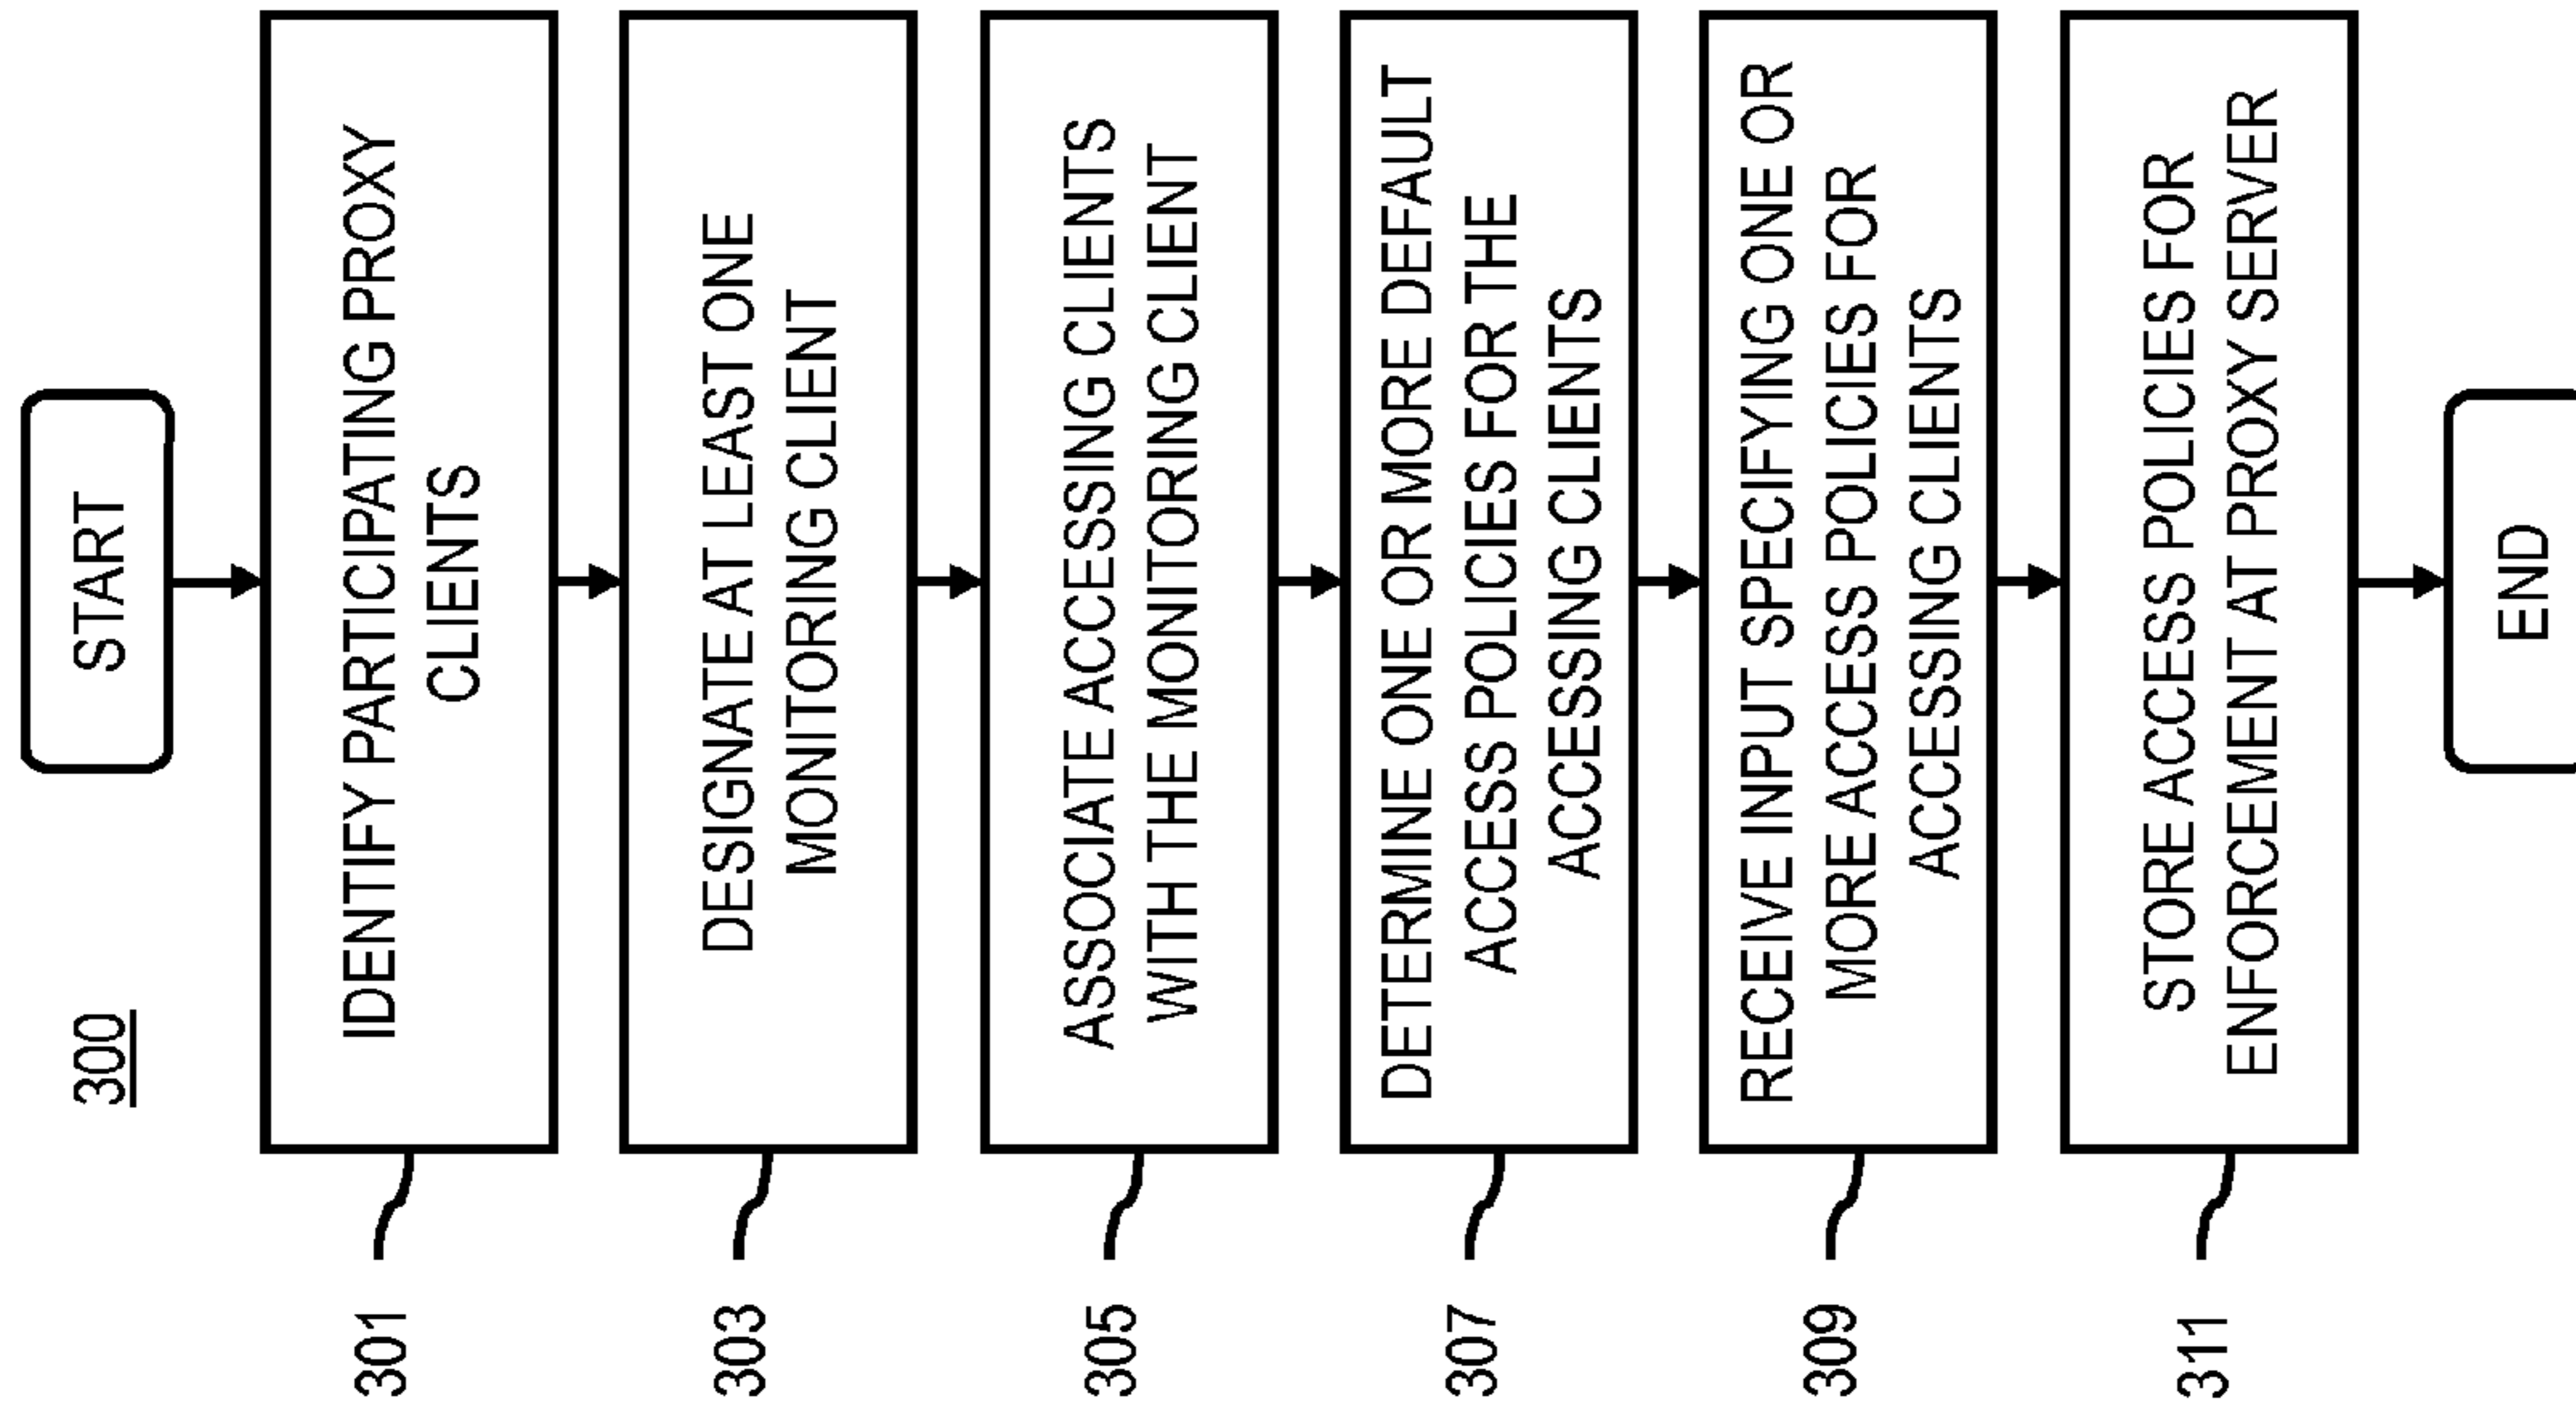 300
START
301
IDENTIFY PARTICIPATING PROXY
CLIENTS
303
DESIGNATE AT LEAST ONE
MONITORING CLIENT
305
ASSOCIATE ACCESSING CLIENTS
WITH THE MONITORING CLIENT
307
DETERMINE ONE OR MORE DEFAULT
ACCESS POLICIES FOR THE
ACCESSING CLIENTS
309
RECEIVE INPUT SPECIFYING ONE OR
MORE ACCESS POLICIES FOR
ACCESSING CLIENTS
311
STORE ACCESS POLICIES FOR
ENFORCEMENT AT PROXY SERVER
END